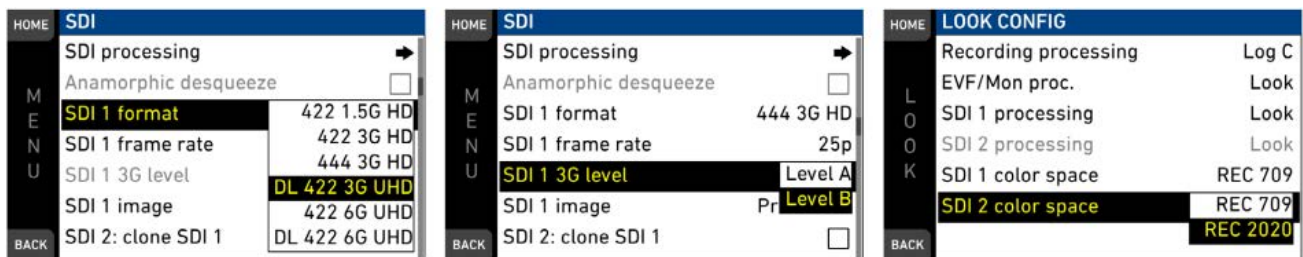 HOME SDI
SDI processing
Anamorphic desqueeze
SDI 1 format 422 1.5G HD
422 3G HD
SDI 1 frame rate
444 3G HD
SDI 1 3G level
DL 422 3G UHD
SDI 1 image 422 6G UHD
SDI 2: clone SDI 1 DL 422 6G UHD
MENU
BACK
HOME SDI
SDI processing
Anamorphic desqueeze
SDI 1 format 444 3G HD
SDI 1 frame rate 25p
SDI 1 3G level Level A
SDI 1 image Pr Level B
SDI 2: clone SDI 1
MENU
BACK
HOME LOOK CONFIG
Recording processing Log C
EVF/Mon proc. Look
SDI 1 processing Look
SDI 2 processing Look
SDI 1 color space REC 709
SDI 2 color space REC 709
REC 2020
LOOK
BACK